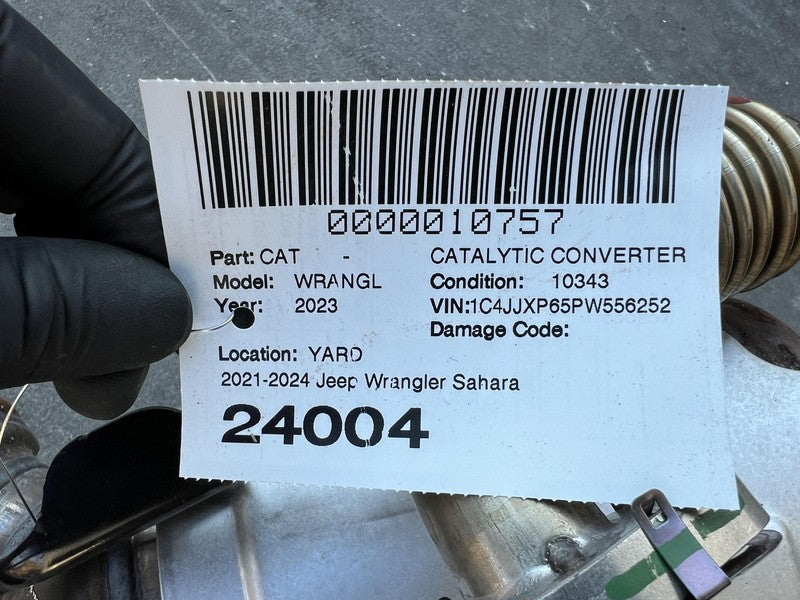 0000010757
Part: CAT - CATALYTIC CONVERTER
Model: WRANGL Condition: 10343
Year: 2023 VIN:1C4JJXP65PW556252
Damage Code:
Location: YARD
2021-2024 Jeep Wrangler Sahara
24004